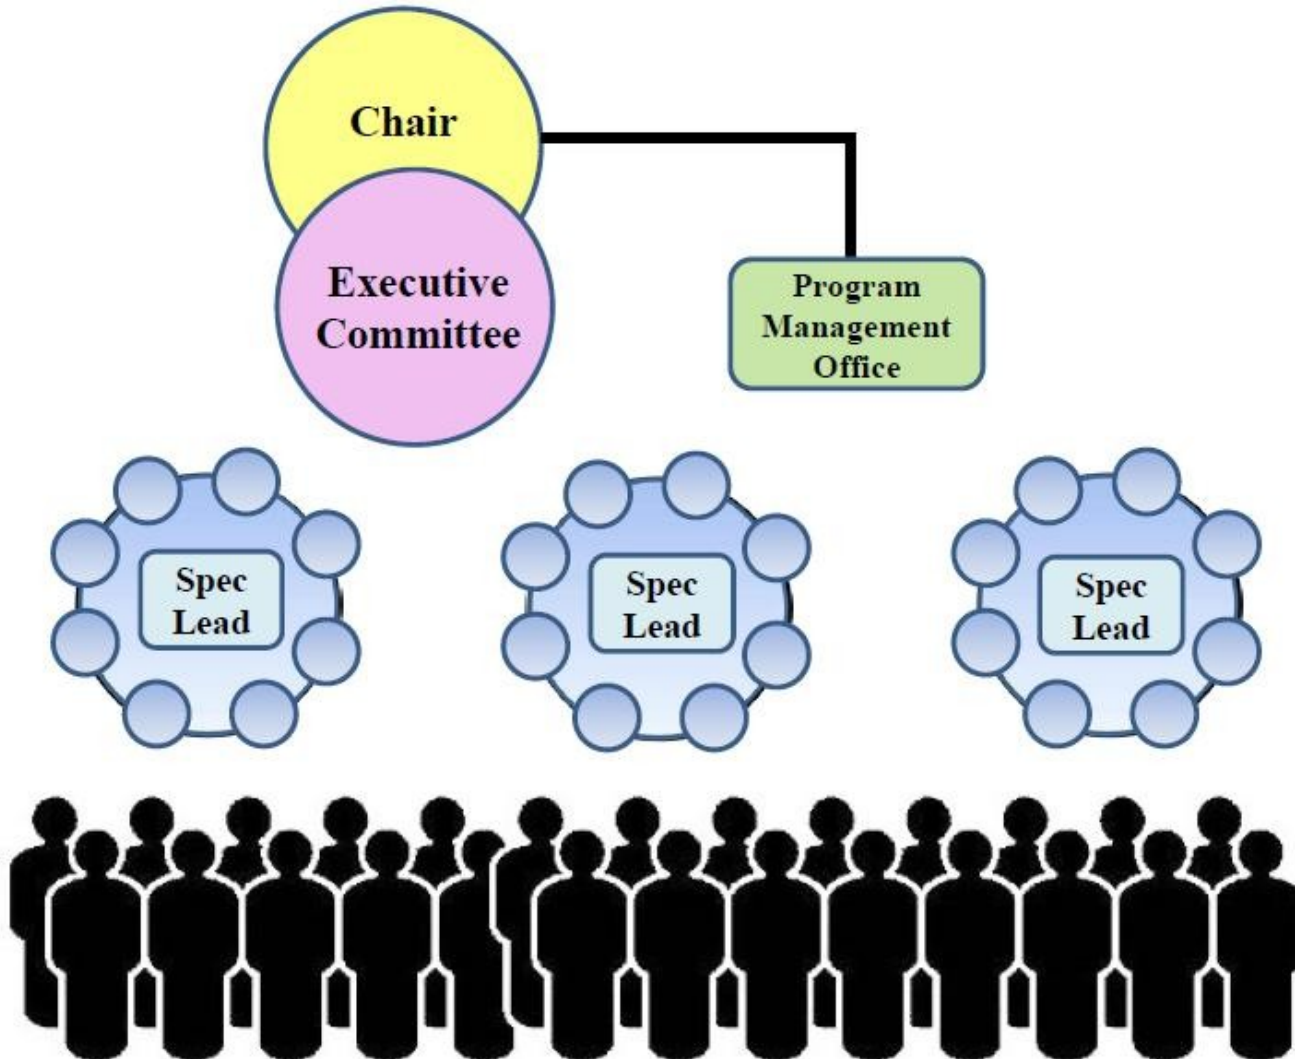 Chair
Executive
Committee
Program
Management
Office
Spec
Lead
Spec
Lead
Spec
Lead